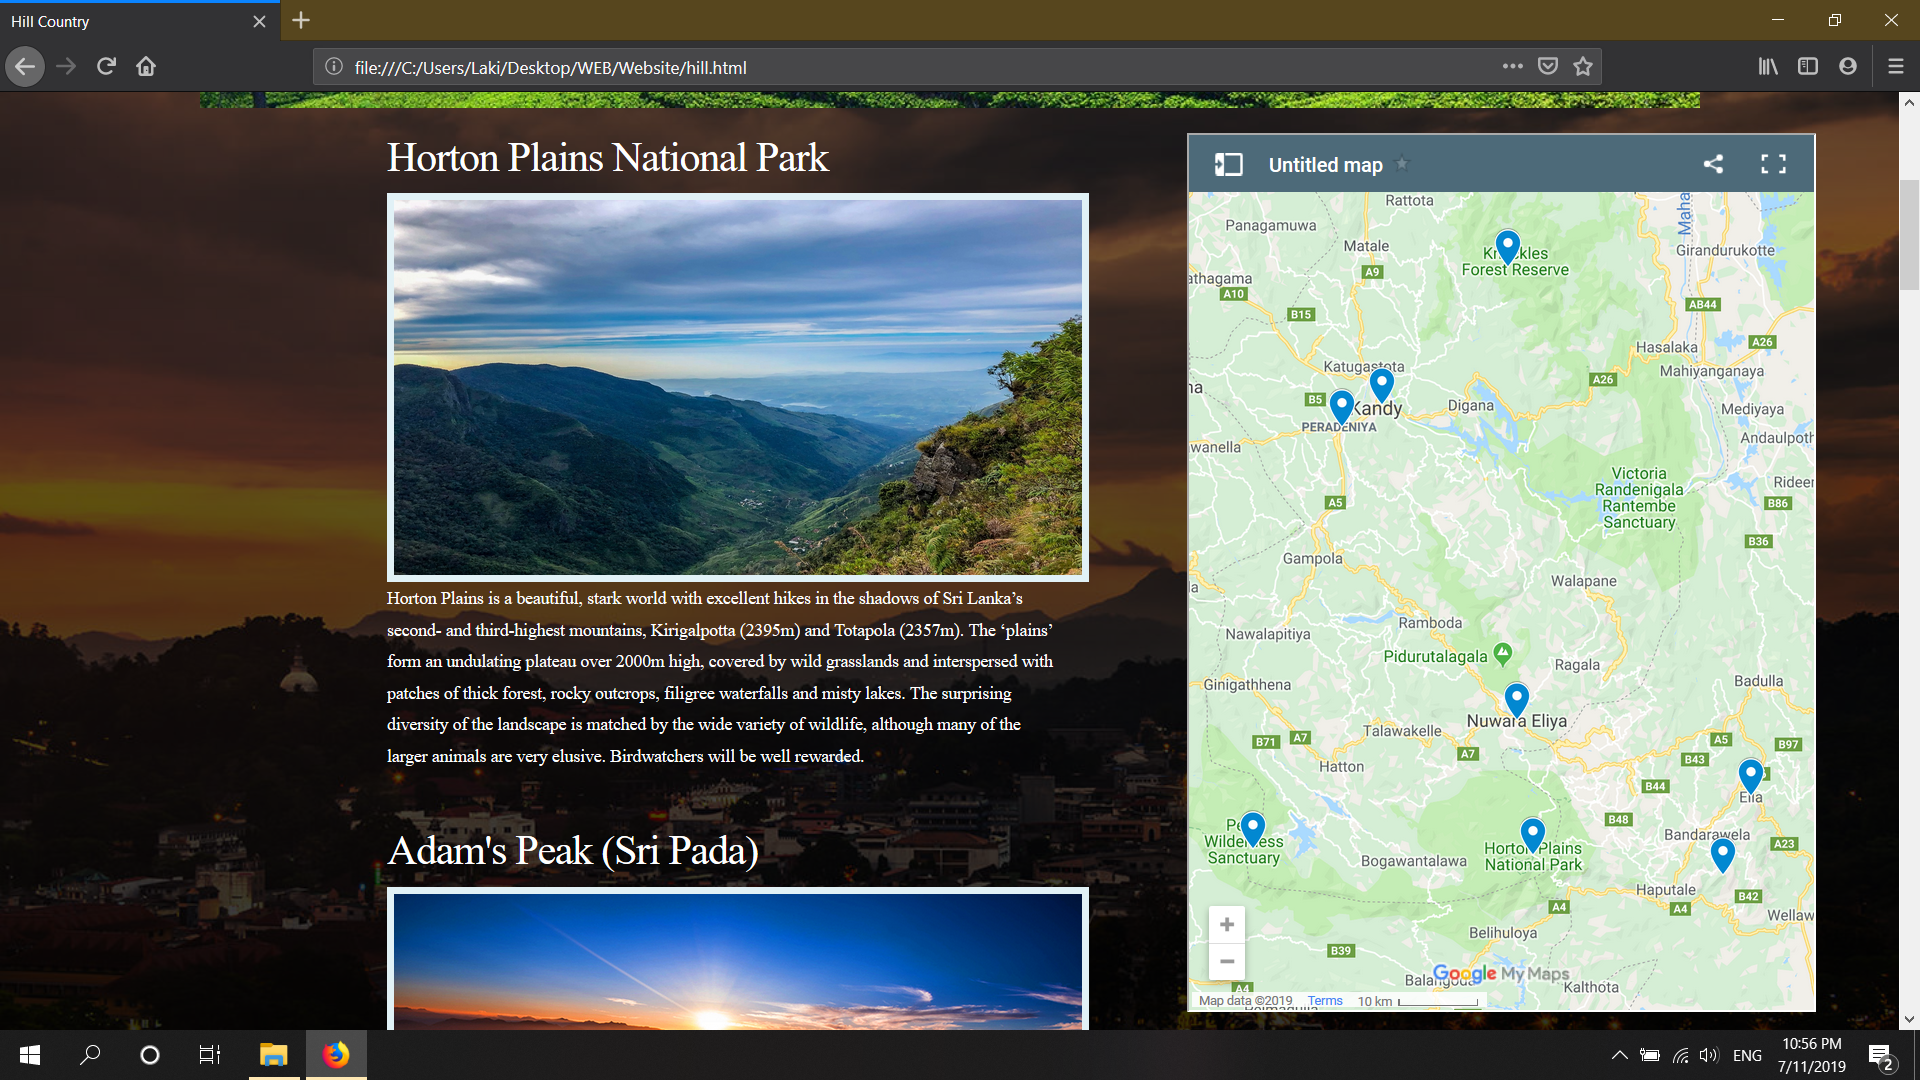 Hill Country
file:///C:/Users/Laki/Desktop/WEB/Website/hill.html
Horton Plains National Park
Horton Plains is a beautiful, stark world with excellent hikes in the shadows of Sri Lanka’s
second- and third-highest mountains, Kirigalpotta (2395m) and Totapola (2357m). The ‘plains’
form an undulating plateau over 2000m high, covered by wild grasslands and interspersed with
patches of thick forest, rocky outcrops, filigree waterfalls and misty lakes. The surprising
diversity of the landscape is matched by the wide variety of wildlife, although many of the
larger animals are very elusive. Birdwatchers will be well rewarded.
Adam's Peak (Sri Pada)
Untitled map
Rattota
Maha
Panagamuwa
Matale
Girandurukotte
Forest Reserve
A9
athagama
A10
AB44
B15
A26
Hasalaka
Katugastota
Mahiyanganaya
A26
na
B5
Kandy
Digana
Mediyaya
PERADENIYA
Andaulpoth
wanella
Victoria
Randenigala
Rantembe
Sanctuary
Rideer
A5
B86
B36
Gampola
Walapane
la
Ramboda
Nawalapitiya
Pidurutalagala
Ragala
Ginigathhena
Badulla
Nuwara Eliya
Talawakelle
B71
A7
A7
A5
B97
B43
Hatton
B44
Ella
B48
Bandarawela
Wilderness
Sanctuary
Horton Plains
National Park
A23
Bogawantalawa
Haputale
B42
A4
A4
Wellaw
Belihuloya
B39
Balangoda
Google My Maps
A4
Kalthota
Map data ©2019 Terms 10 km
ENG
10:56 PM
7/11/2019
2